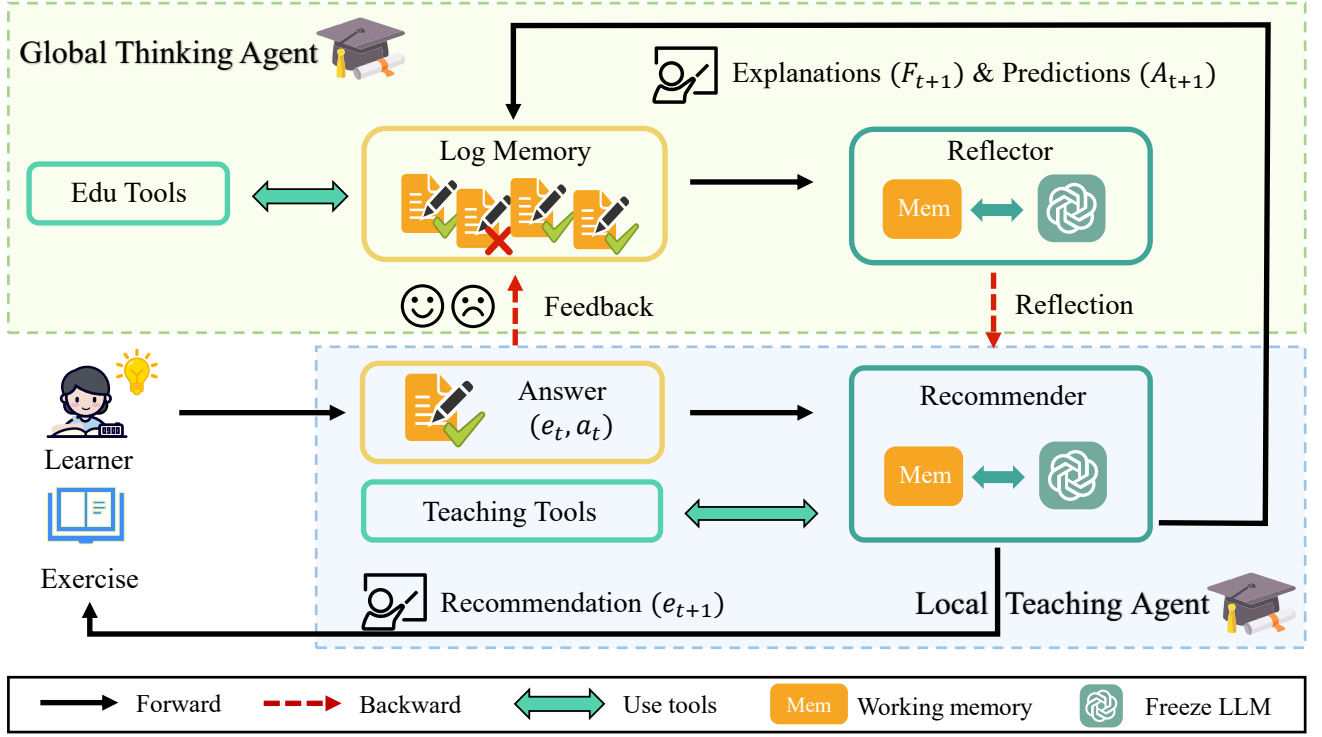 Global Thinking Agent
Explanations (F_{t+1}) & Predictions (A_{t+1})
Edu Tools
Log Memory
Reflector
Mem
Feedback
Reflection
Learner
Answer
(e_t, a_t)
Recommender
Mem
Teaching Tools
Exercise
Recommendation (e_{t+1})
Local Teaching Agent
Forward
Backward
Use tools
Mem
Working memory
Freeze LLM